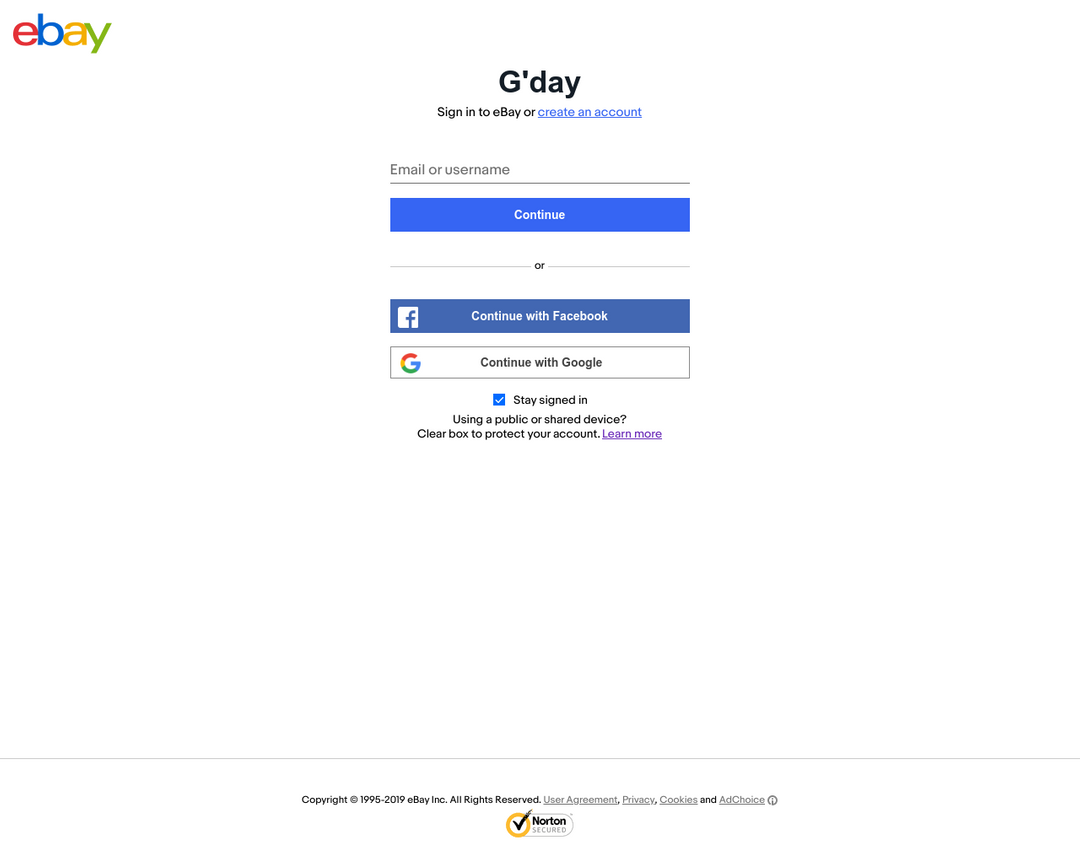 ebay
G'day
Sign in to eBay or create an account
Email or username
Continue
or
Continue with Facebook
Continue with Google
Stay signed in
Using a public or shared device?
Clear box to protect your account. Learn more
Copyright © 1995-2019 eBay Inc. All Rights Reserved. User Agreement, Privacy, Cookies and AdChoice
Norton
SECURED